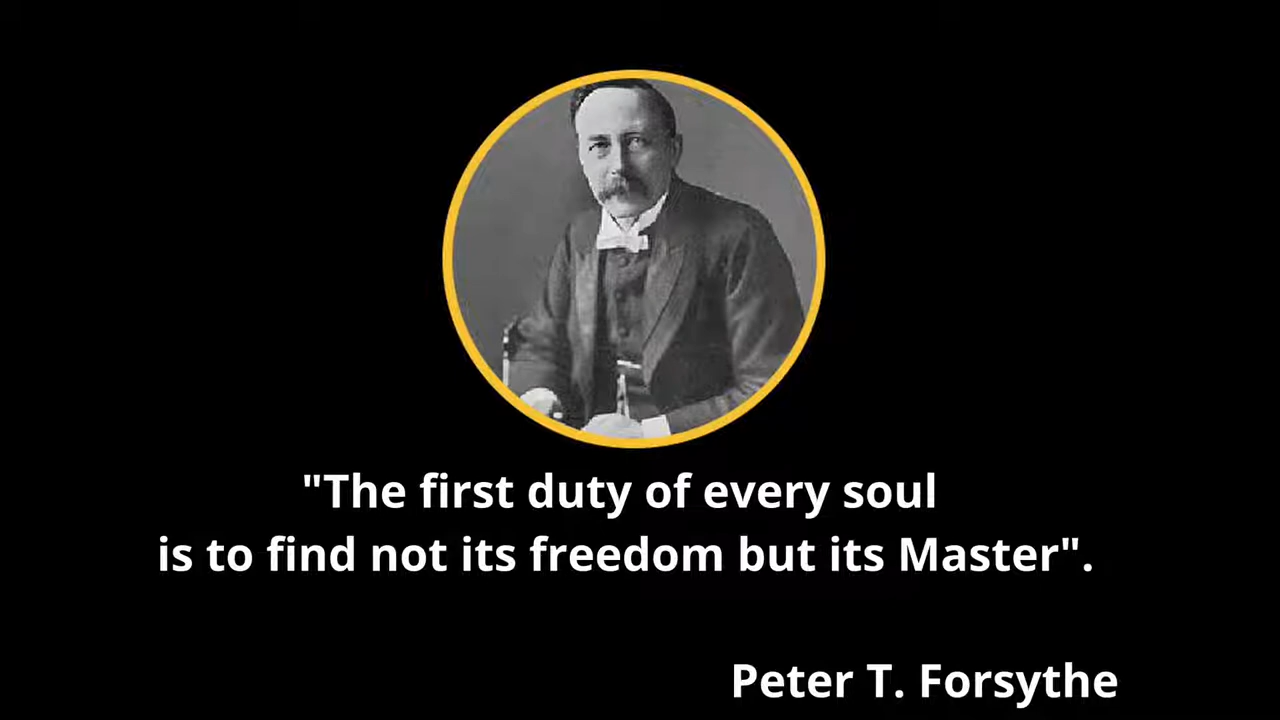 "The first duty of every soul
is to find not its freedom but its Master".
Peter T. Forsythe